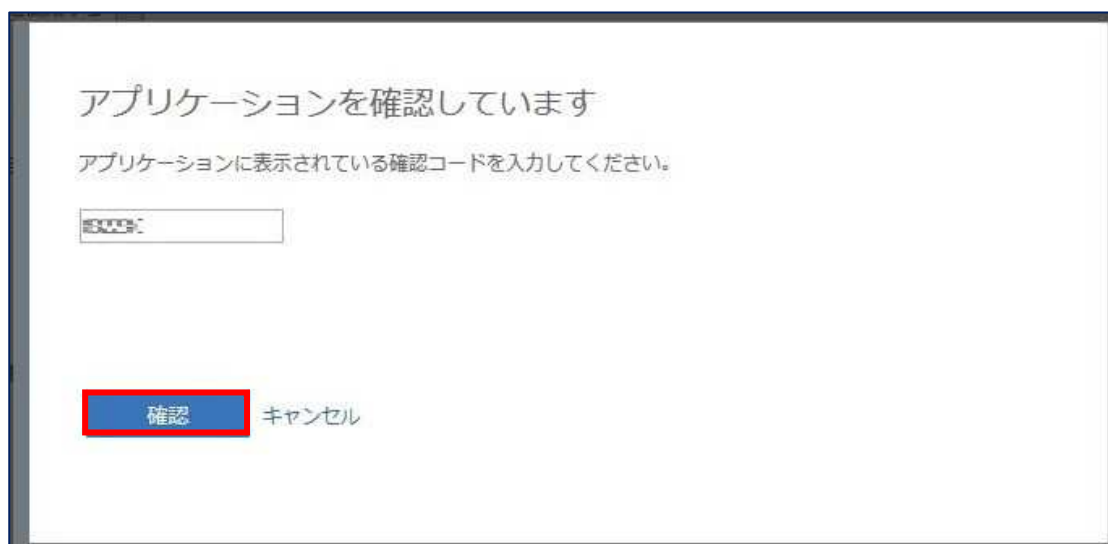 アプリケーションを確認しています
アプリケーションに表示されている確認コードを入力してください。
確認 キャンセル